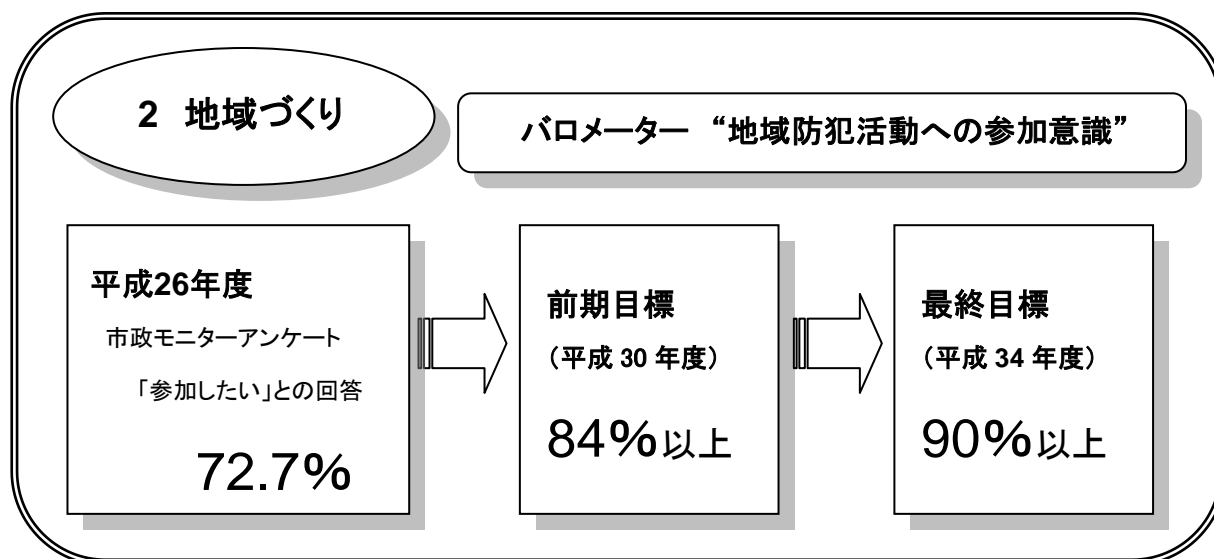 2 地域づくり
バロメーター “地域防犯活動への参加意識”
平成26年度
市政モニターアンケート
「参加したい」との回答
72.7%
前期目標
(平成 30 年度)
84%以上
最終目標
(平成 34 年度)
90%以上